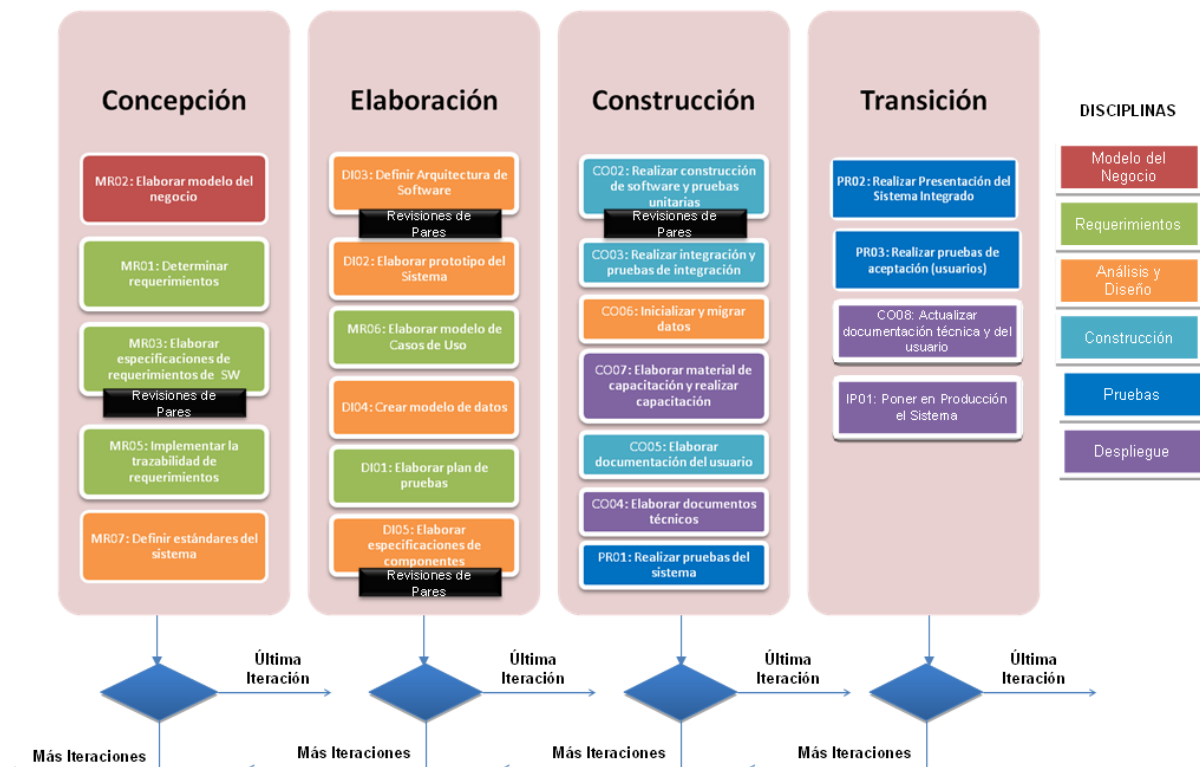 Concepción
MR02: Elaborar modelo del
negocio
MR01: Determinar
requerimientos
MR03: Elaborar
especificaciones de
requerimientos de SW
Revisiones de
Pares
MR05: Implementar la
trazabilidad de
requerimientos
MR07: Definir estándares del
sistema
Elaboración
DI03: Definir Arquitectura de
Software
Revisiones de
Pares
DI02: Elaborar prototipo del
Sistema
MR06: Elaborar modelo de
Casos de Uso
DI04: Crear modelo de datos
DI01: Elaborar plan de
pruebas
DI05: Elaborar
especificaciones de
componentes
Revisiones de
Pares
Construcción
CO02: Realizar construcción
de software y pruebas
unitarias
Revisiones de
Pares
CO03: Realizar integración y
pruebas de integración
CO06: Inicializar y migrar
datos
CO07: Elaborar material de
capacitación y realizar
capacitación
CO05: Elaborar
documentación del usuario
CO04: Elaborar documentos
técnicos
PR01: Realizar pruebas del
sistema
Transición
PR02: Realizar Presentación del
Sistema Integrado
PR03: Realizar pruebas de
aceptación (usuarios)
CO08: Actualizar
documentación técnica y del
usuario
IP01: Poner en Producción
el Sistema
DISCIPLINAS
Modelo del
Negocio
Requerimientos
Análisis y
Diseño
Construcción
Pruebas
Despliegue
Última
Iteración
Última
Iteración
Última
Iteración
Última
Iteración
Más Iteraciones
Más Iteraciones
Más Iteraciones
Más Iteraciones